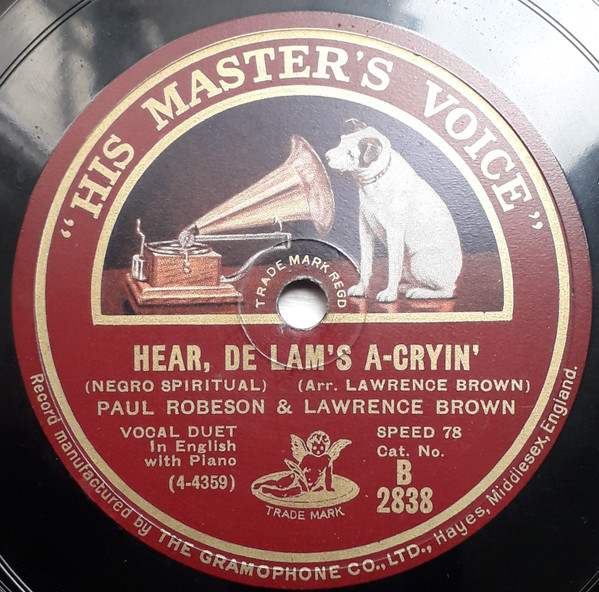 "HIS MASTER'S VOICE"
TRADE MARK REGD
HEAR, DE LAM'S A-CRYIN'
(NEGRO SPIRITUAL) (Arr. LAWRENCE BROWN)
PAUL ROBESON & LAWRENCE BROWN
VOCAL DUET
In English
with Piano
(4-4359)
SPEED 78
Cat. No.
B
2838
TRADE MARK
Record manufactured by THE GRAMOPHONE CO., LTD., Hayes, Middlesex, England.